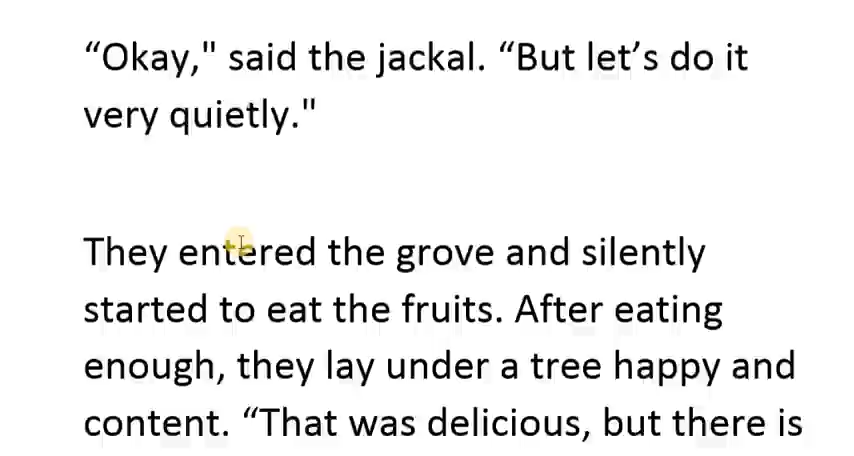 “Okay," said the jackal. “But let’s do it
very quietly."
They entered the grove and silently
started to eat the fruits. After eating
enough, they lay under a tree happy and
content. “That was delicious, but there is